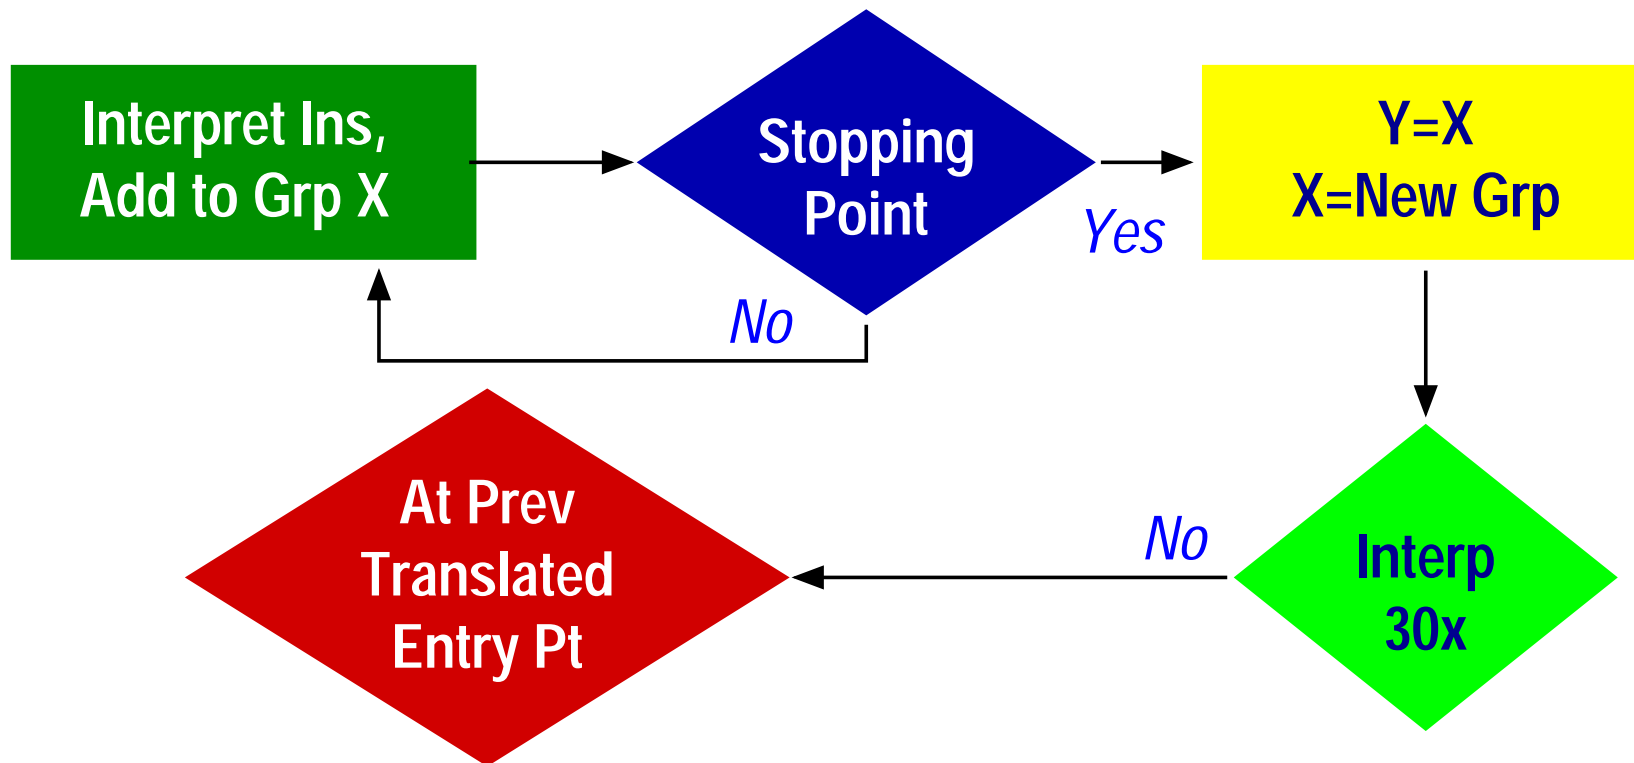 Interpret Ins,
Add to Grp X
Stopping
Point
Yes
Y=X
X=New Grp
No
At Prev
Translated
Entry Pt
No
Interp
30x